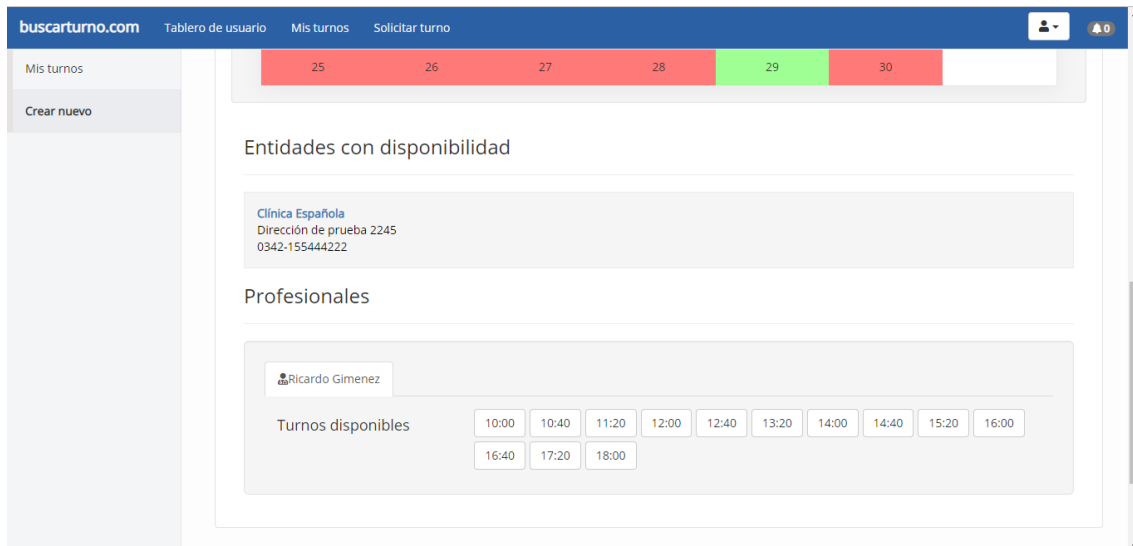 buscarturno.com Tablero de usuario Mis turnos Solicitar turno 0
Mis turnos
Crear nuevo
25 26 27 28 29 30
Entidades con disponibilidad
Clínica Española
Dirección de prueba 2245
0342-155444222
Profesionales
Ricardo Gimenez
Turnos disponibles
10:00 10:40 11:20 12:00 12:40 13:20 14:00 14:40 15:20 16:00
16:40 17:20 18:00